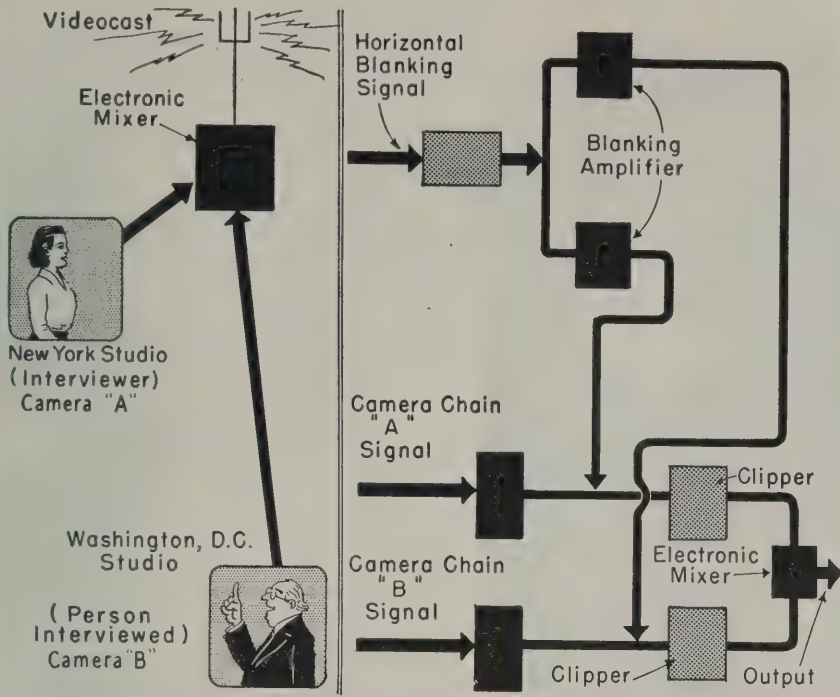 Videocast
Electronic
Mixer
New York Studio
(Interviewer)
Camera "A"
Washington, D.C.
Studio
(Person
Interviewed)
Camera "B"
Horizontal
Blanking
Signal
Blanking
Amplifier
Camera Chain
"A"
Signal
Clipper
Camera Chain
"B"
Signal
Electronic
Mixer
Clipper
Output